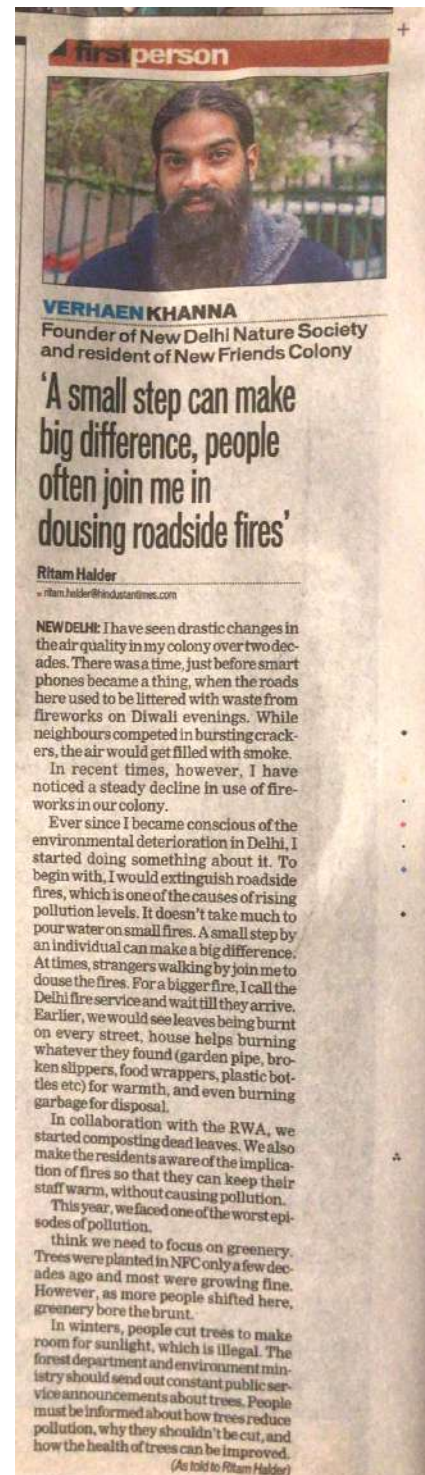 firstperson
VERHAEN KHANNA
Founder of New Delhi Nature Society
and resident of New Friends Colony
‘A small step can make
big difference, people
often join me in
dousing roadside fires’
Ritam Halder
ritam.halder@hindustantimes.com
NEW DELHI: I have seen drastic changes in
the air quality in my colony over two dec-
ades. There was a time, just before smart
phones became a thing, when the roads
here used to be littered with waste from
fireworks on Diwali evenings. While
neighbours competed in bursting crack-
ers, the air would get filled with smoke.
In recent times, however, I have
noticed a steady decline in use of fire-
works in our colony.
Ever since I became conscious of the
environmental deterioration in Delhi, I
started doing something about it. To
begin with, I would extinguish roadside
fires, which is one of the causes of rising
pollution levels. It doesn’t take much to
pour water on small fires. A small step by
an individual can make a big difference.
At times, strangers walking by join me to
douse the fires. For a bigger fire, I call the
Delhi fire service and wait till they arrive.
Earlier, we would see leaves being burnt
on every street, house helps burning
whatever they found (garden pipe, bro-
ken slippers, food wrappers, plastic bot-
tles etc) for warmth, and even burning
garbage for disposal.
In collaboration with the RWA, we
started composting dead leaves. We also
make the residents aware of the implica-
tion of fires so that they can keep their
staff warm, without causing pollution.
This year, we faced one of the worst epi-
sodes of pollution.
think we need to focus on greenery.
Trees were planted in NFC only a few dec-
ades ago and most were growing fine.
However, as more people shifted here,
greenery bore the brunt.
In winters, people cut trees to make
room for sunlight, which is illegal. The
forest department and environment min-
istry should send out constant public ser-
vice announcements about trees. People
must be informed about how trees reduce
pollution, why they shouldn’t be cut, and
how the health of trees can be improved.
(As told to Ritam Halder)